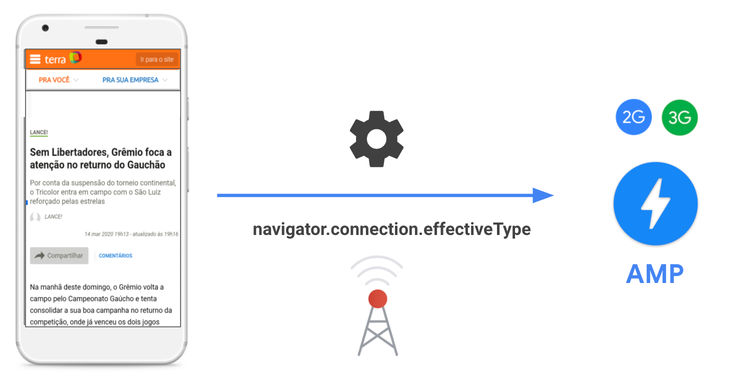 terra
Ir para o site
PRA VOCÊ
PRA SUA EMPRESA
LANCE!
Sem Libertadores, Grêmio foca a
atenção no returno do Gauchão
Por conta da suspensão do torneio continental,
o Tricolor entra em campo com o São Luiz
reforçado pelas estrelas
LANCE!
14 mar 2020 19h13 - atualizado às 19h16
Compartilhar
COMENTÁRIOS
Na manhã deste domingo, o Grêmio volta a
campo pelo Campeonato Gaúcho e tenta
consolidar a sua boa campanha no returno da
competição, onde já venceu os dois jogos
navigator.connection.effectiveType
2G
3G
AMP